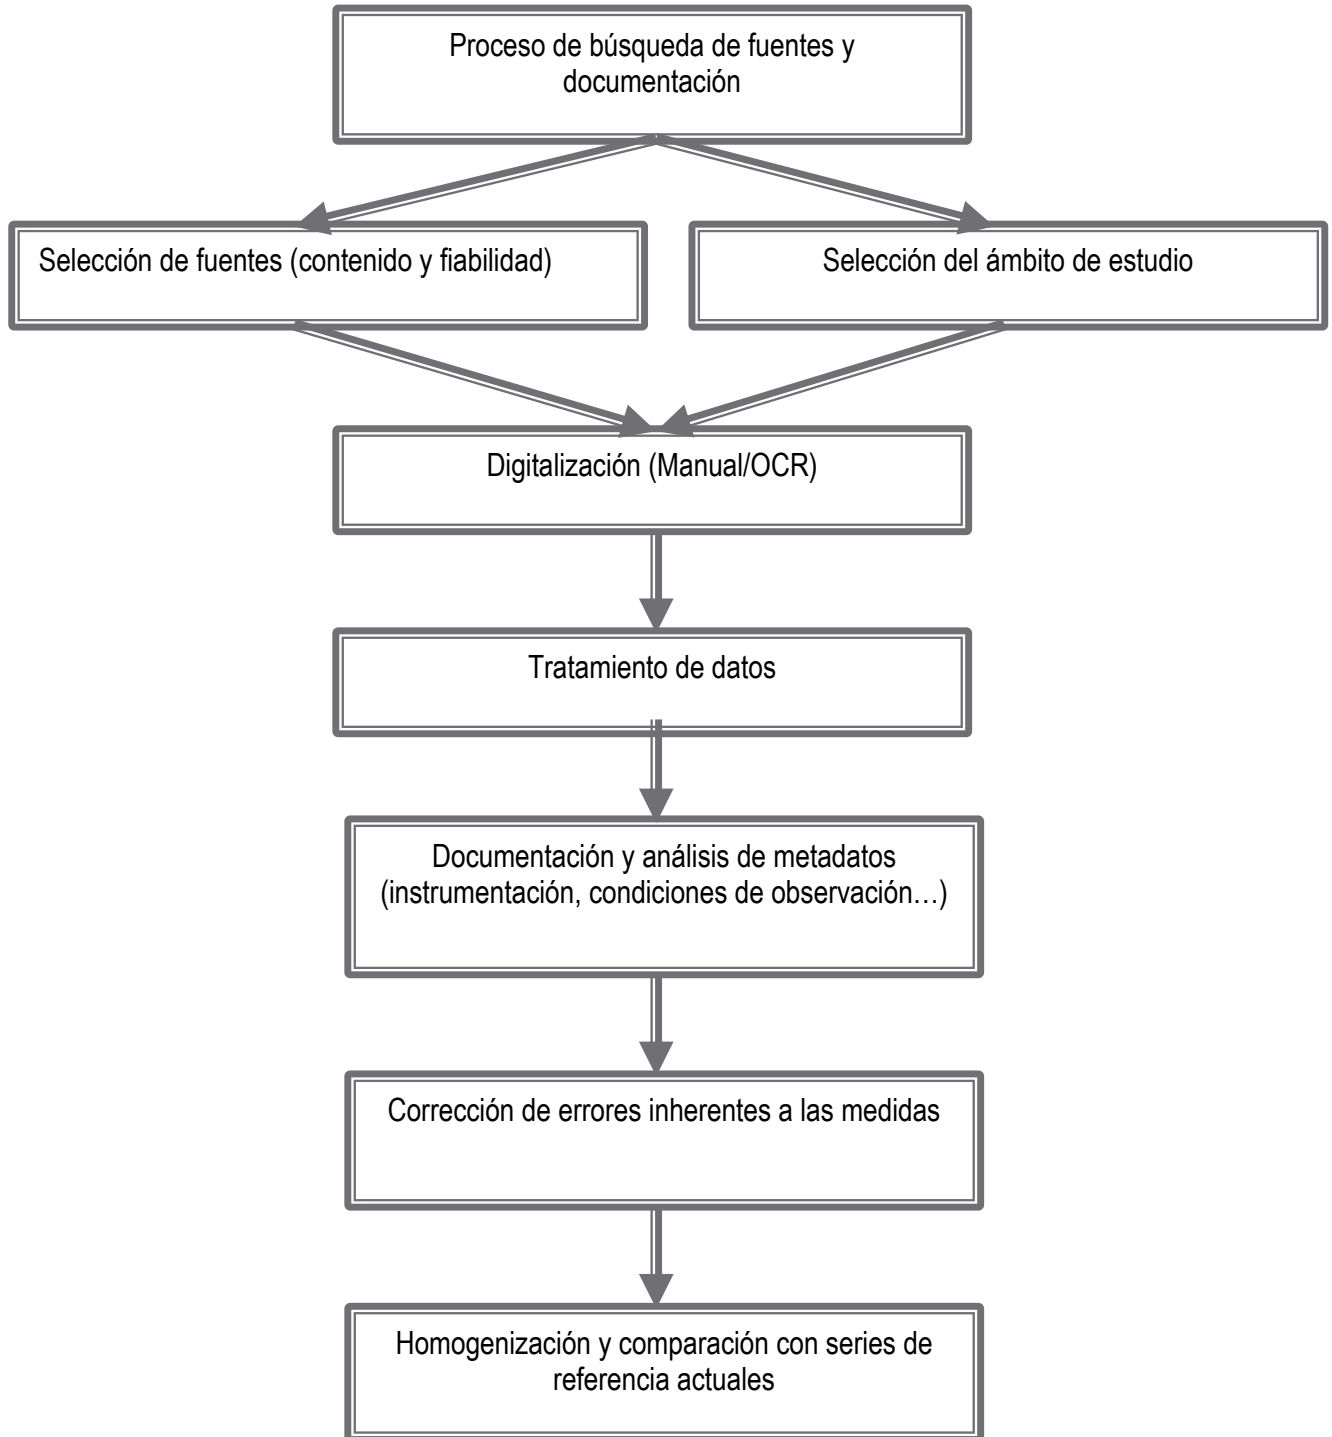 Proceso de búsqueda de fuentes y
documentación
Selección de fuentes (contenido y fiabilidad)
Selección del ámbito de estudio
Digitalización (Manual/OCR)
Tratamiento de datos
Documentación y análisis de metadatos
(instrumentación, condiciones de observación…)
Corrección de errores inherentes a las medidas
Homogenización y comparación con series de
referencia actuales